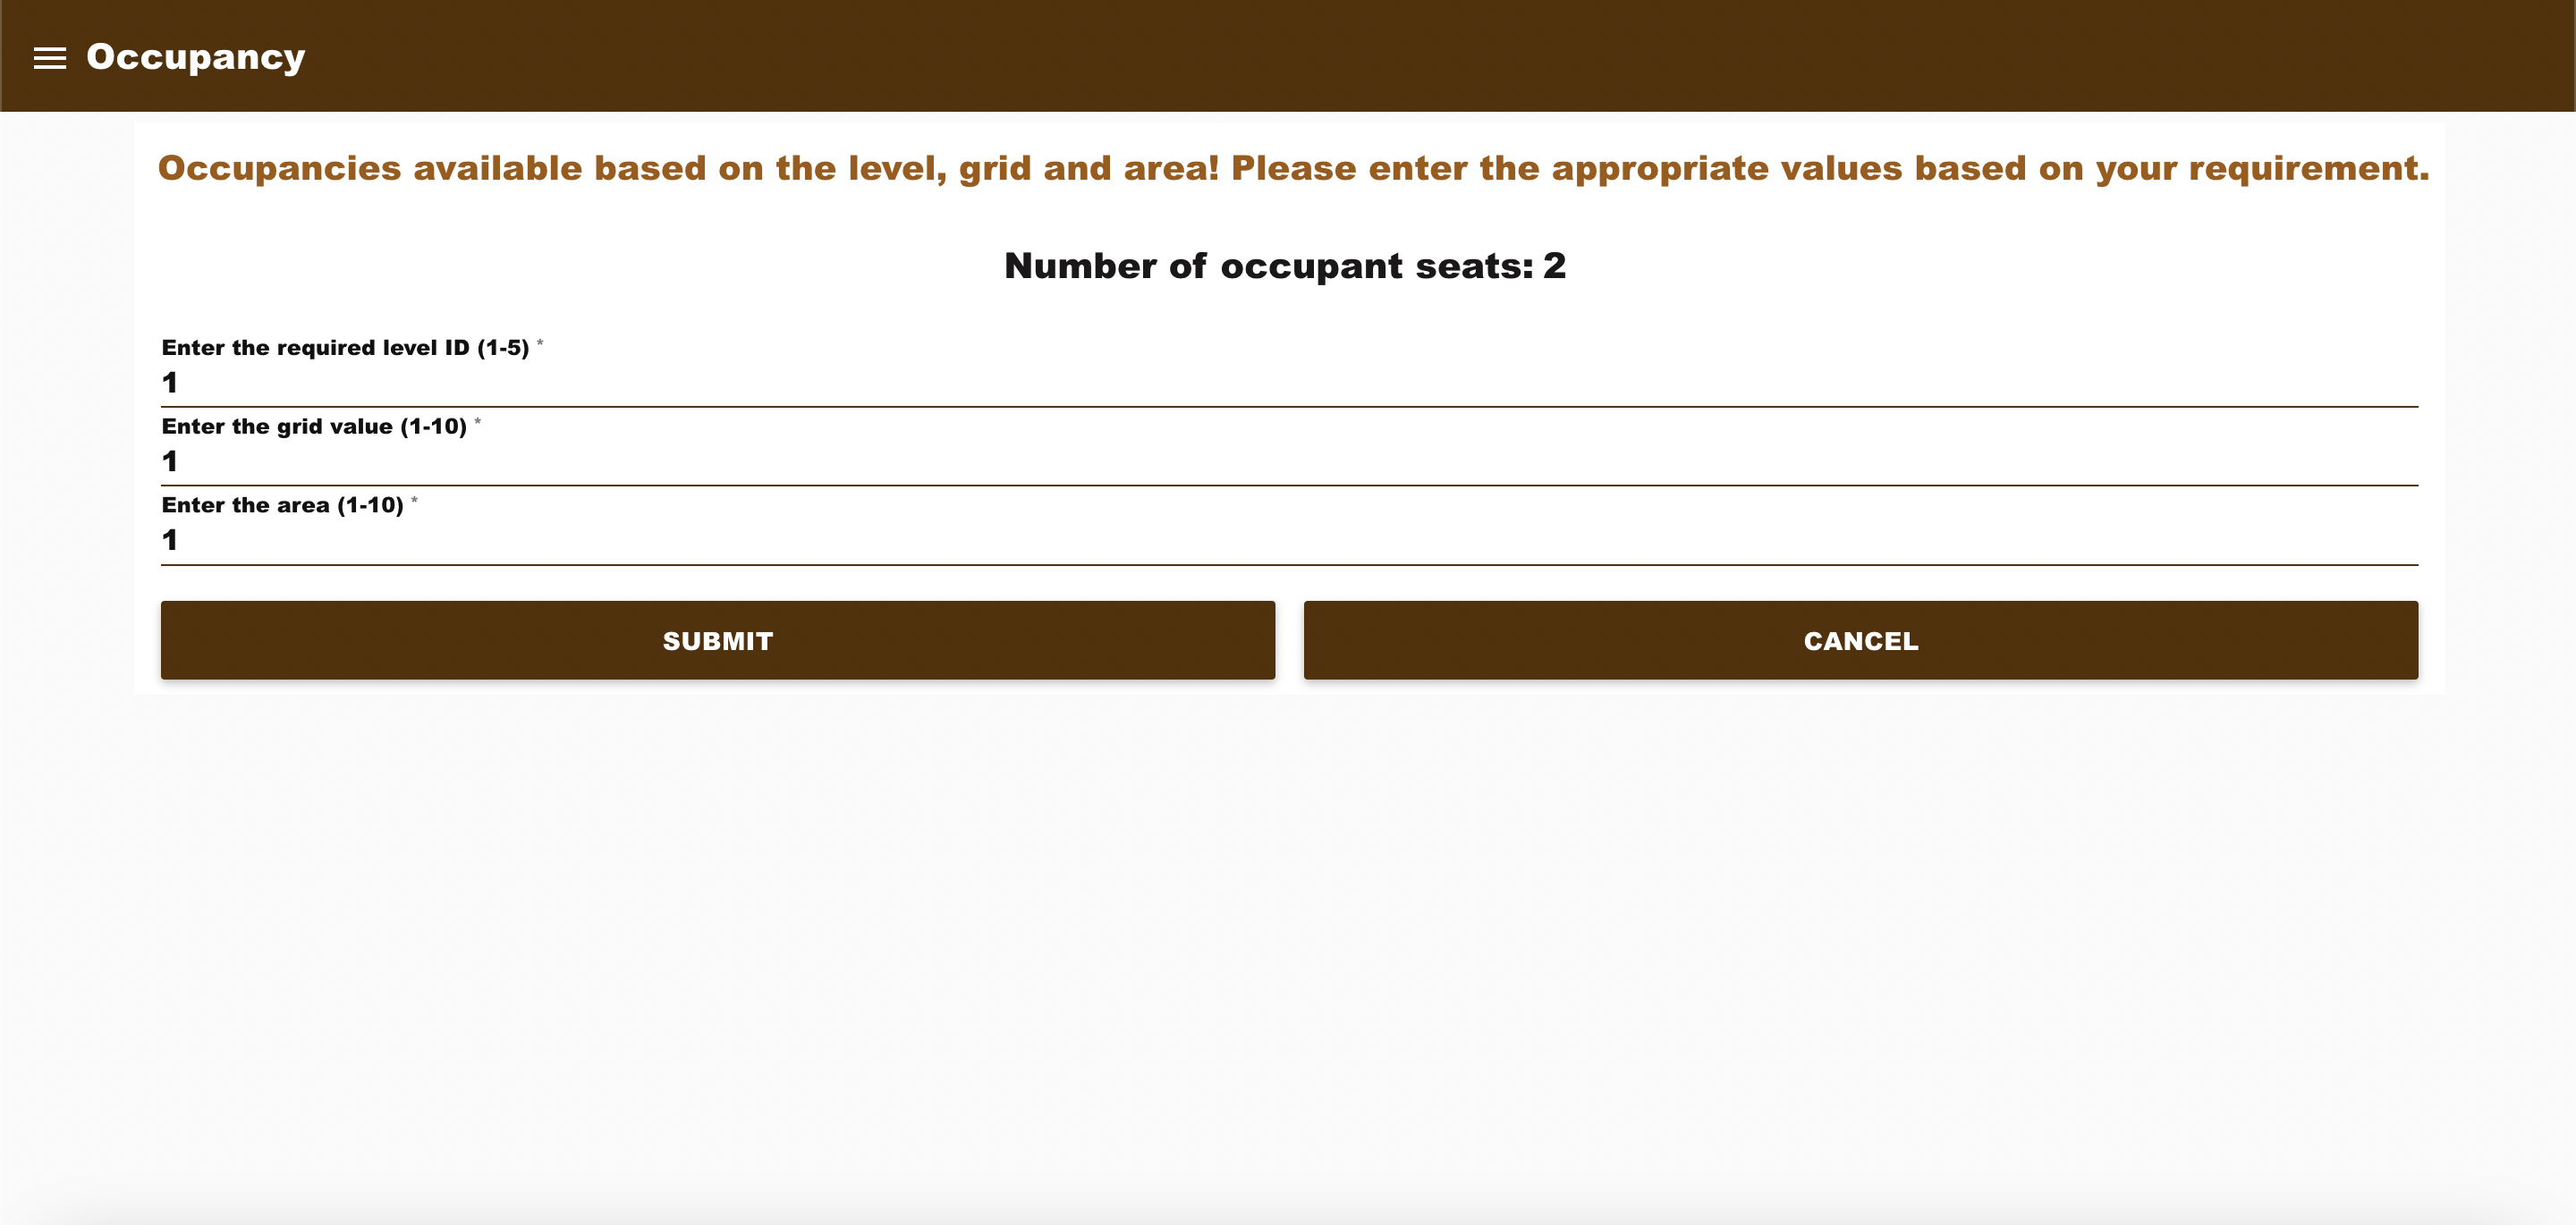 Occupancy
Occupancies available based on the level, grid and area! Please enter the appropriate values based on your requirement.
Number of occupant seats: 2
Enter the required level ID (1-5) *
1
Enter the grid value (1-10) *
1
Enter the area (1-10) *
1
SUBMIT
CANCEL